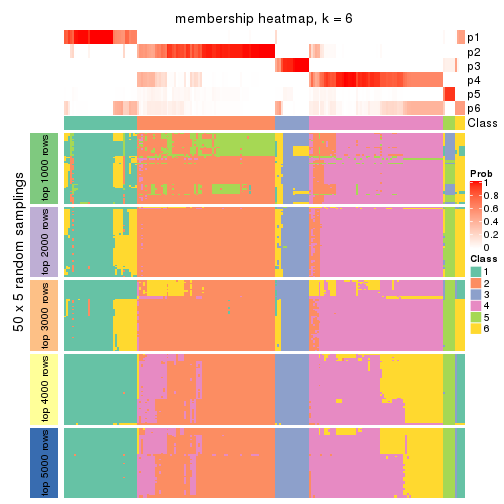 membership heatmap, k = 6
p1
p2
p3
p4
p5
p6
Class
50 x 5 random samplings
top 1000 rows
top 2000 rows
top 3000 rows
top 4000 rows
top 5000 rows
Prob
1
0.8
0.6
0.4
0.2
0
Class
1
2
3
4
5
6